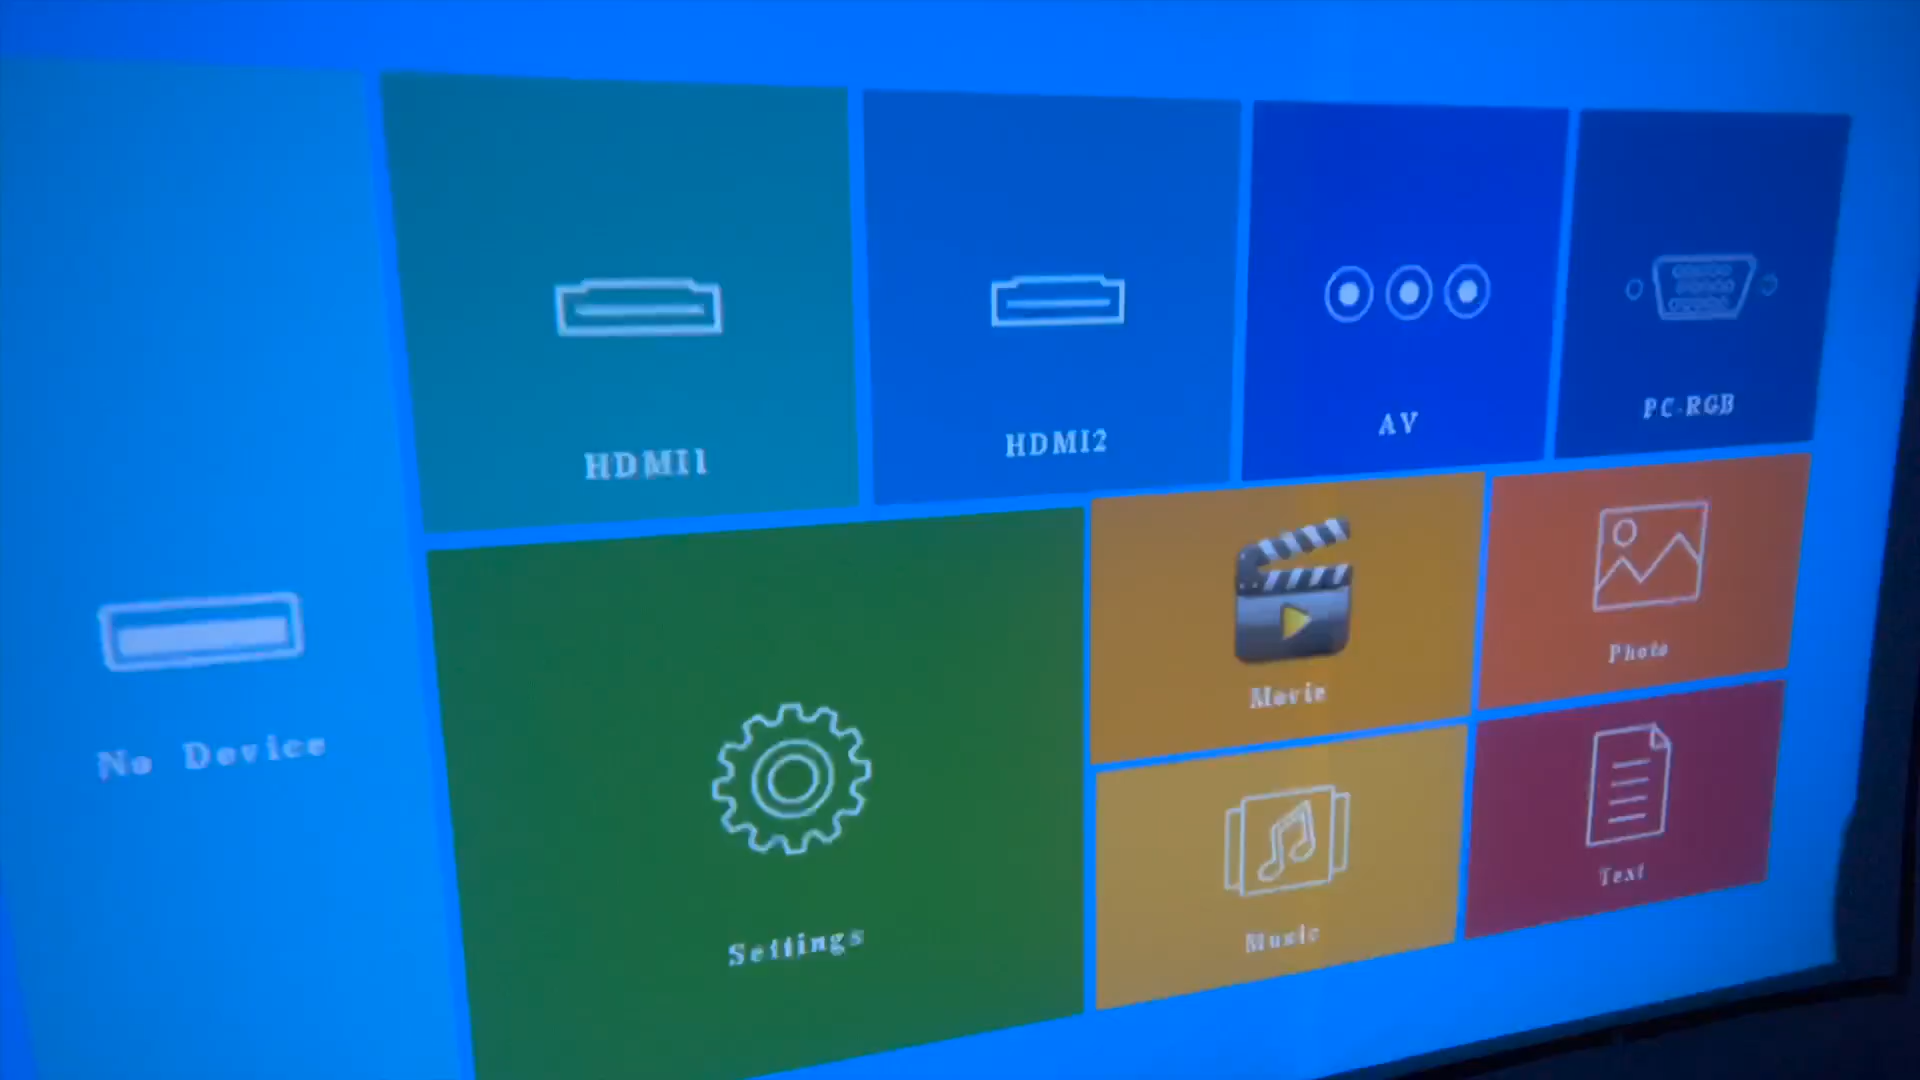 HDMI1
HDMI2
AV
PC-RGB
No Device
Settings
Movie
Photo
Music
Text